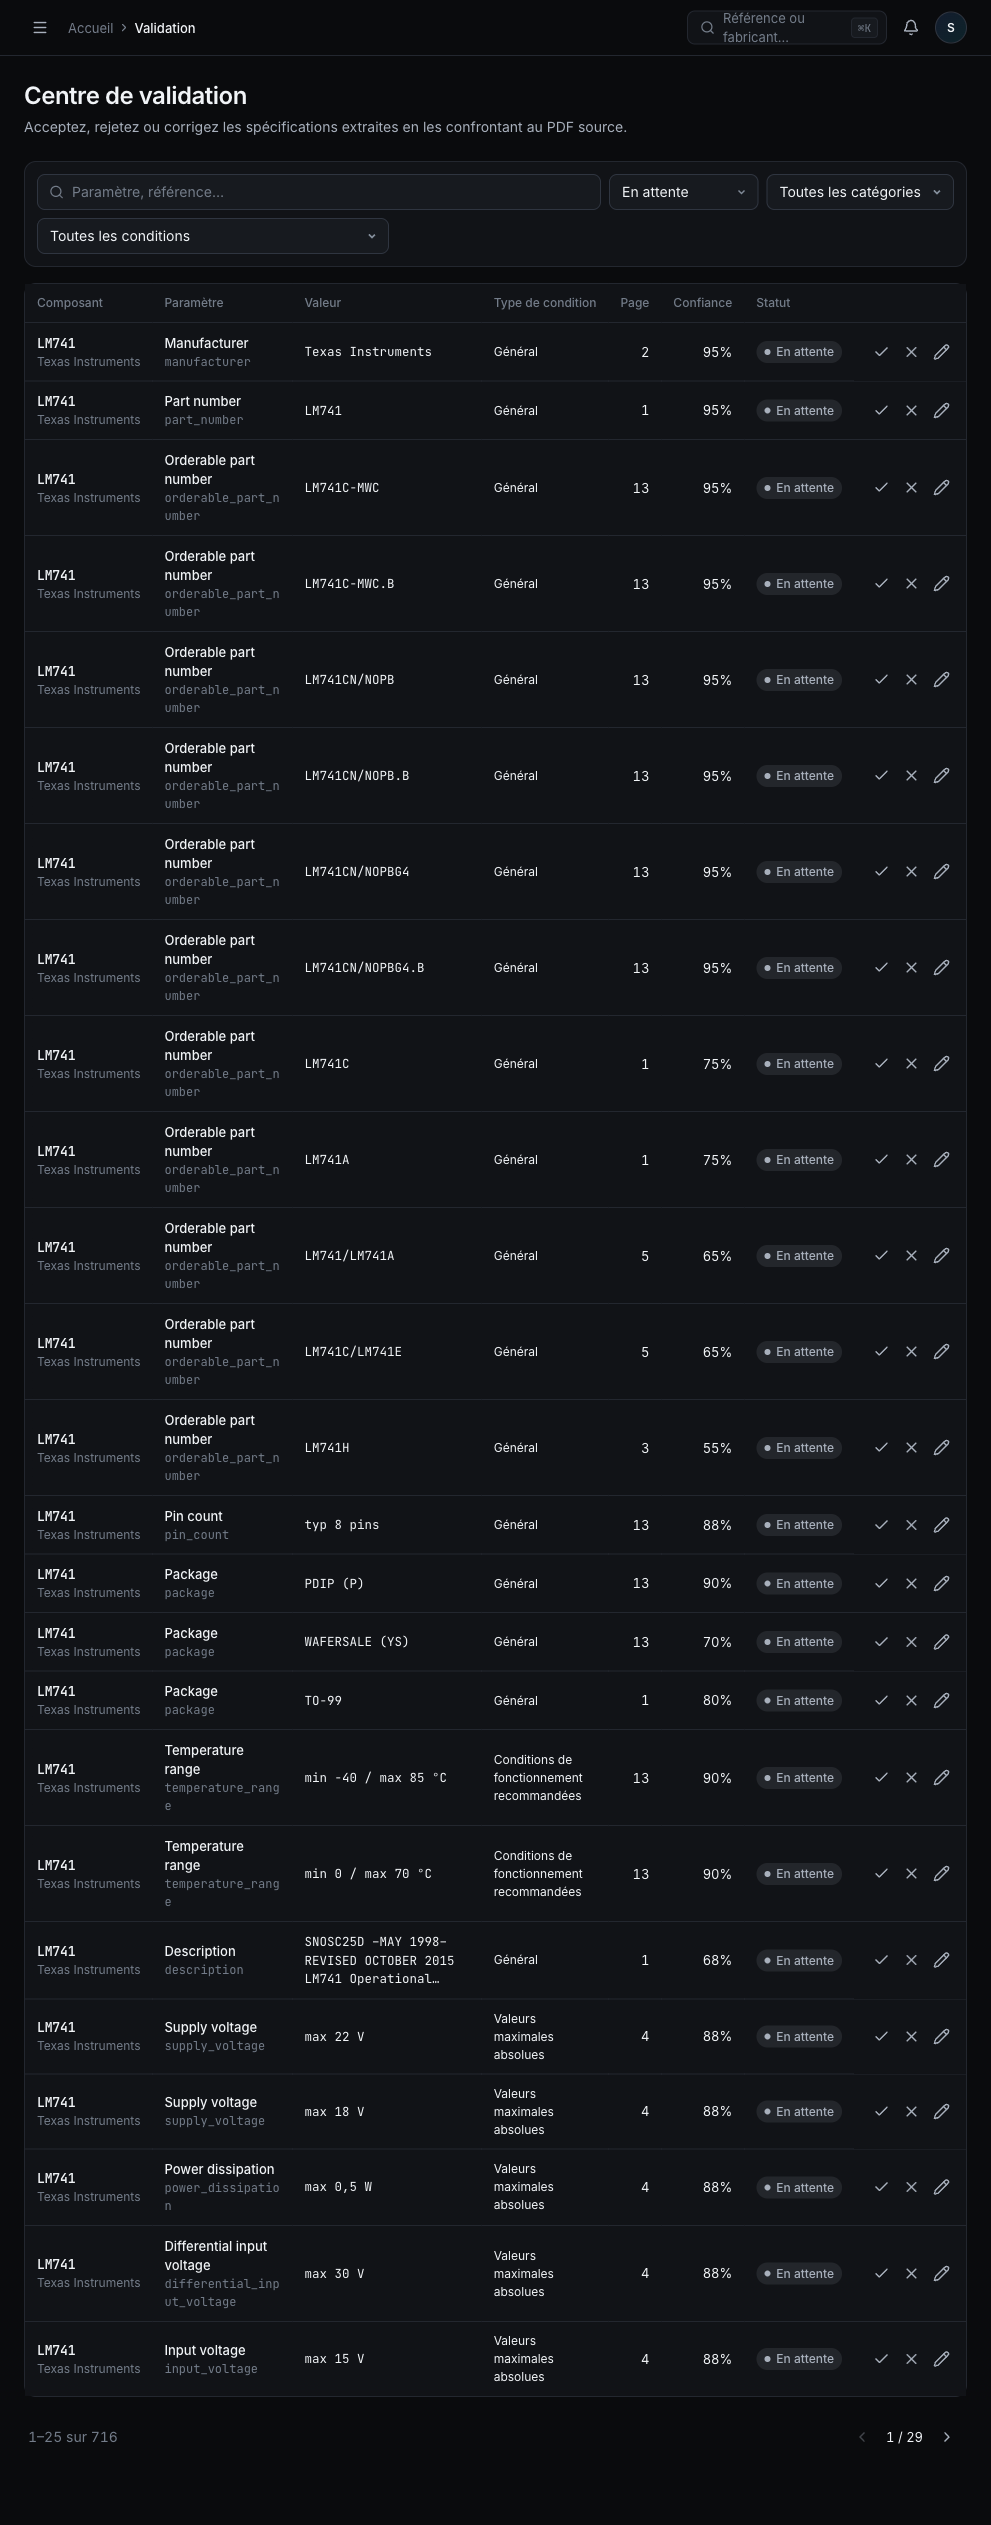 Accueil > Validation
Référence ou fabricant...
⌘K
S
Centre de validation
Acceptez, rejetez ou corrigez les spécifications extraites en les confrontant au PDF source.
Paramètre, référence...
En attente
Toutes les catégories
Toutes les conditions
Composant Paramètre Valeur Type de condition Page Confiance Statut
LM741 Texas Instruments Manufacturer manufacturer Texas Instruments Général 2 95% En attente
LM741 Texas Instruments Part number part_number LM741 Général 1 95% En attente
LM741 Texas Instruments Orderable part number orderable_part_number LM741C-MWC Général 13 95% En attente
LM741 Texas Instruments Orderable part number orderable_part_number LM741C-MWC.B Général 13 95% En attente
LM741 Texas Instruments Orderable part number orderable_part_number LM741CN/NOPB Général 13 95% En attente
LM741 Texas Instruments Orderable part number orderable_part_number LM741CN/NOPB.B Général 13 95% En attente
LM741 Texas Instruments Orderable part number orderable_part_number LM741CN/NOPBG4 Général 13 95% En attente
LM741 Texas Instruments Orderable part number orderable_part_number LM741CN/NOPBG4.B Général 13 95% En attente
LM741 Texas Instruments Orderable part number orderable_part_number LM741C Général 1 75% En attente
LM741 Texas Instruments Orderable part number orderable_part_number LM741A Général 1 75% En attente
LM741 Texas Instruments Orderable part number orderable_part_number LM741/LM741A Général 5 65% En attente
LM741 Texas Instruments Orderable part number orderable_part_number LM741C/LM741E Général 5 65% En attente
LM741 Texas Instruments Orderable part number orderable_part_number LM741H Général 3 55% En attente
LM741 Texas Instruments Pin count pin_count typ 8 pins Général 13 88% En attente
LM741 Texas Instruments Package package PDIP (P) Général 13 90% En attente
LM741 Texas Instruments Package package WAFERSALE (YS) Général 13 70% En attente
LM741 Texas Instruments Package package TO-99 Général 1 80% En attente
LM741 Texas Instruments Temperature range temperature_range min -40 / max 85 °C Conditions de fonctionnement recommandées 13 90% En attente
LM741 Texas Instruments Temperature range temperature_range min 0 / max 70 °C Conditions de fonctionnement recommandées 13 90% En attente
LM741 Texas Instruments Description description SNOSC25D –MAY 1998– REVISED OCTOBER 2015 LM741 Operational… Général 1 68% En attente
LM741 Texas Instruments Supply voltage supply_voltage max 22 V Valeurs maximales absolues 4 88% En attente
LM741 Texas Instruments Supply voltage supply_voltage max 18 V Valeurs maximales absolues 4 88% En attente
LM741 Texas Instruments Power dissipation power_dissipation max 0,5 W Valeurs maximales absolues 4 88% En attente
LM741 Texas Instruments Differential input voltage differential_input_voltage max 30 V Valeurs maximales absolues 4 88% En attente
LM741 Texas Instruments Input voltage input_voltage max 15 V Valeurs maximales absolues 4 88% En attente
1–25 sur 716
1 / 29